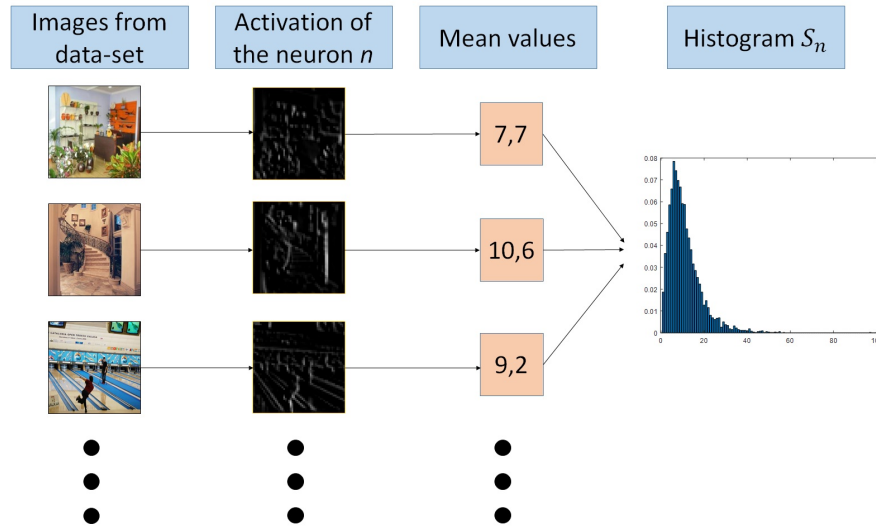 Images from
data-set
Activation of
the neuron n
Mean values
Histogram S_n
7,7
10,6
9,2
0.08
0.07
0.06
0.05
0.04
0.03
0.02
0.01
0
0 20 40 60 80 100